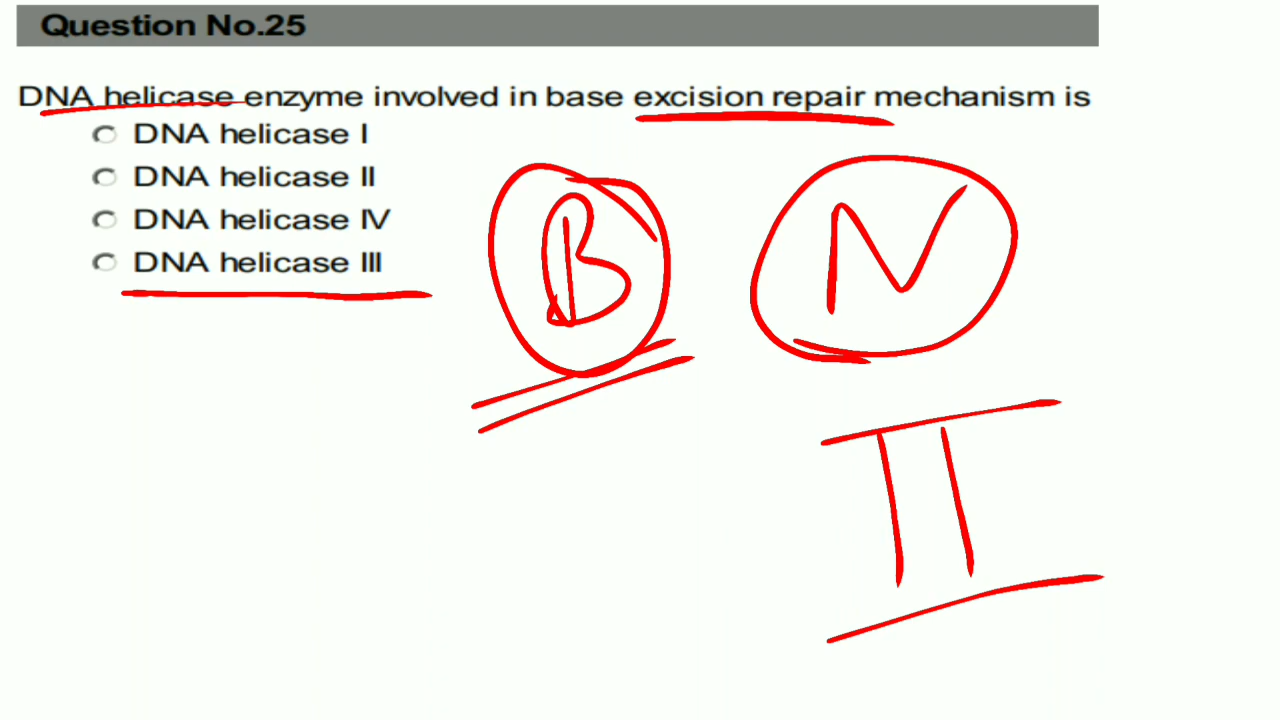 Question No.25
DNA helicase enzyme involved in base excision repair mechanism is
DNA helicase I
DNA helicase II
DNA helicase IV
DNA helicase III
B N
II